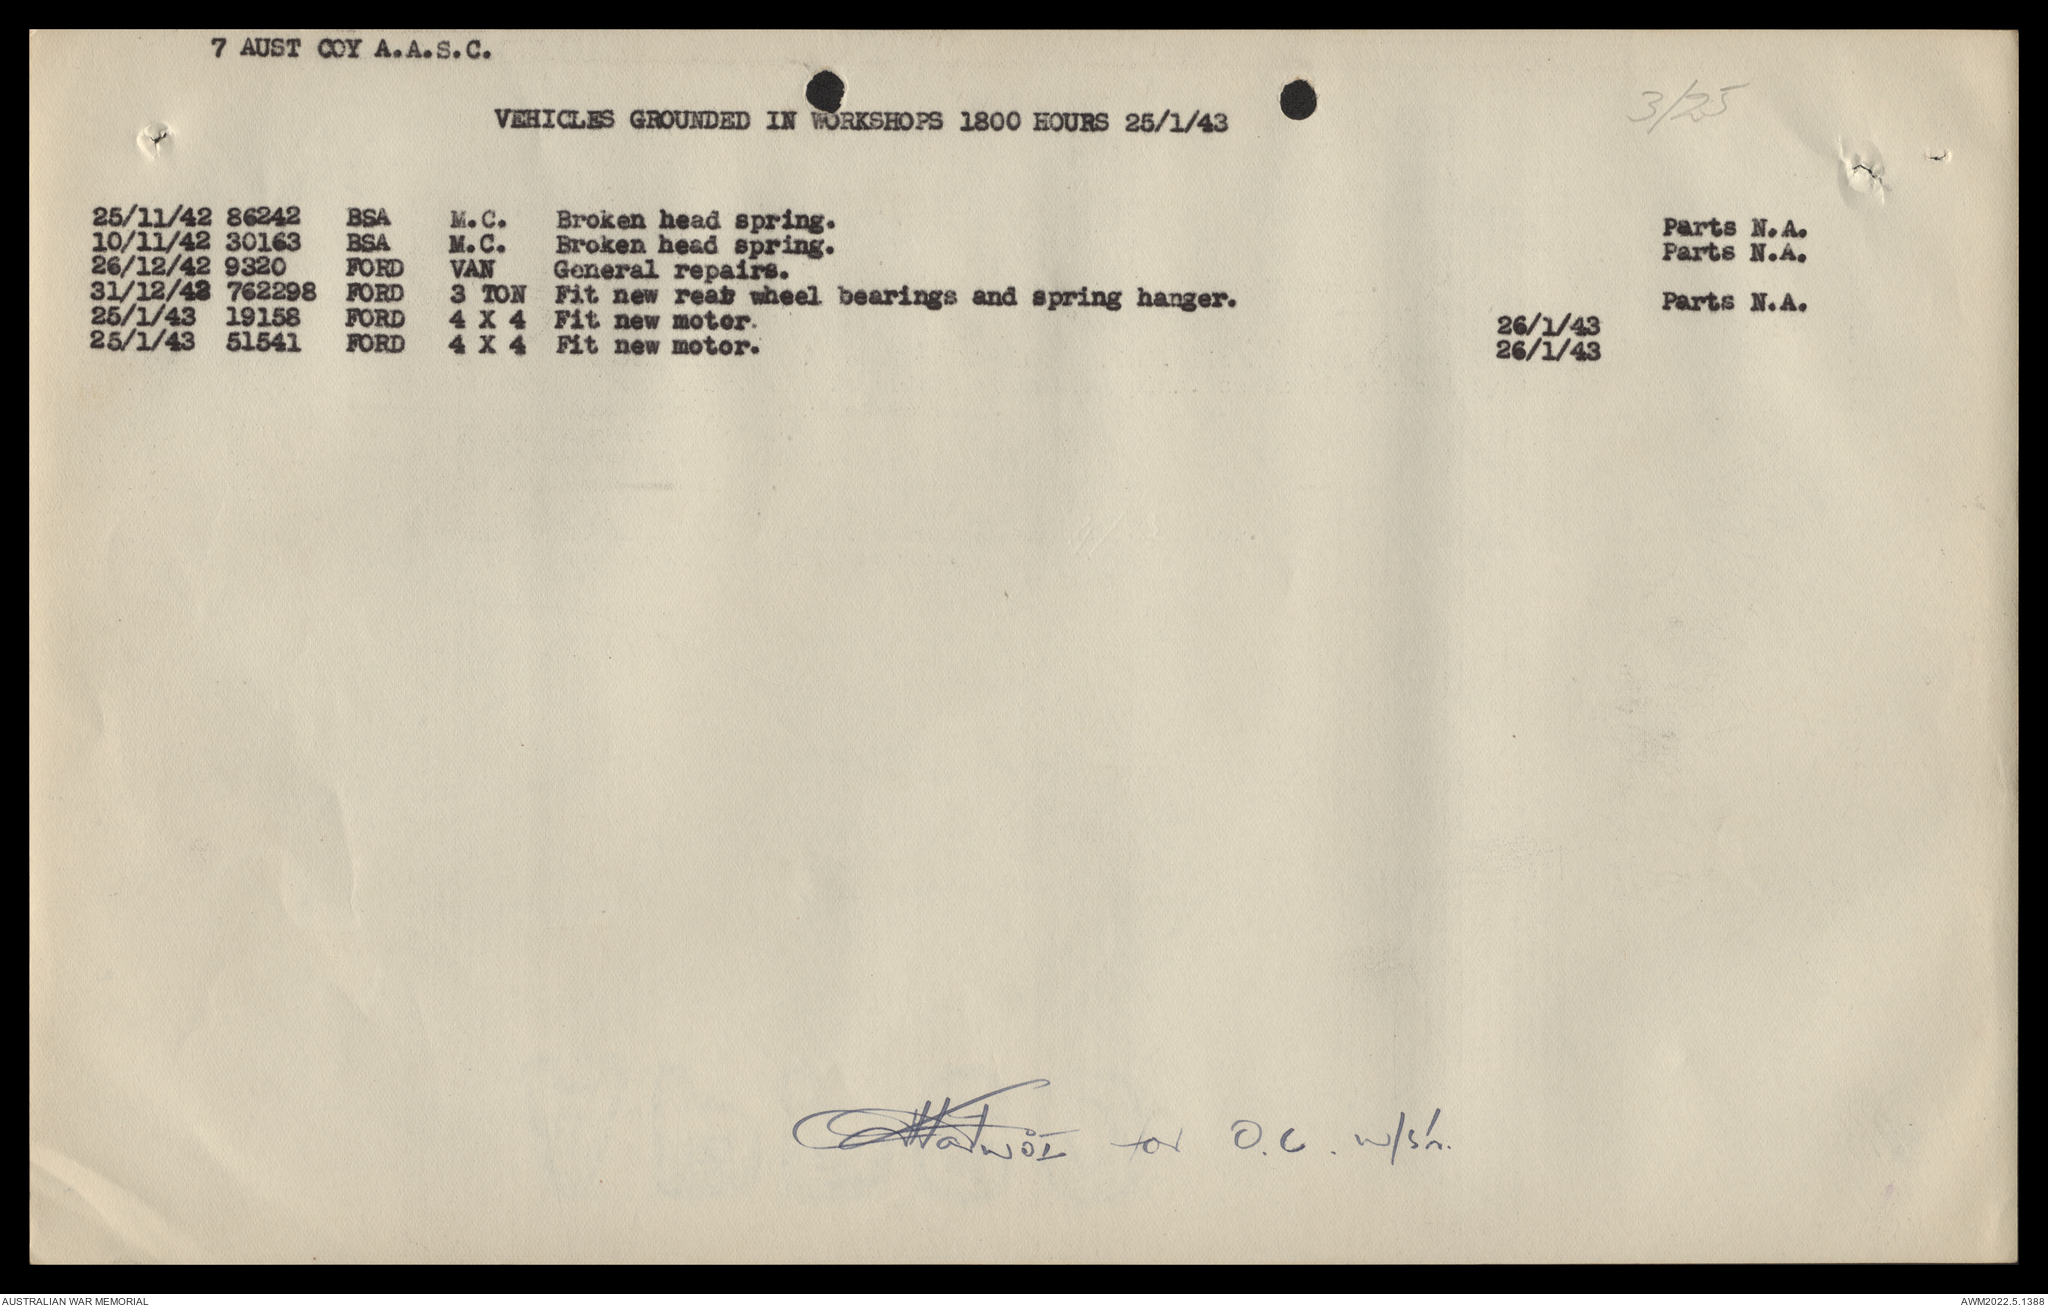 7 AUST COY A.A.S.C.
3/25
VEHICLES GROUNDED IN WORKSHOPS 1800 HOURS 25/1/43
25/11/42 86242 BSA M.C. Broken head spring. Parts N.A.
10/11/42 30163 BSA M.C. Broken head spring. Parts N.A.
26/12/42 9320 FORD VAN General repairs.
31/12/42 762298 FORD 3 TON Fit new rear wheel bearings and spring hanger. Parts N.A.
25/1/43 19158 FORD 4 X 4 Fit new motor. 26/1/43
25/1/43 51541 FORD 4 X 4 Fit new motor. 26/1/43
for O.C. W/S'n.
AUSTRALIAN WAR MEMORIAL AWM2022.5.1388